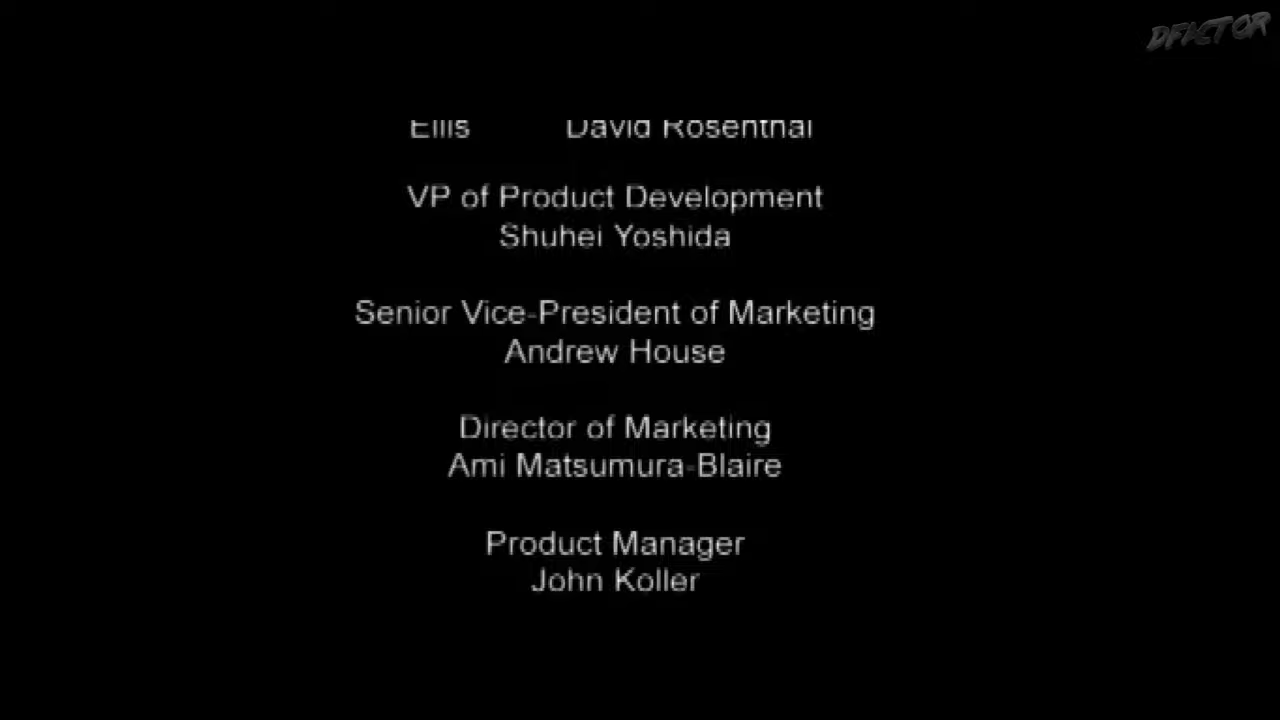 DFACTOR
Ellis David Rosenthal
VP of Product Development
Shuhei Yoshida
Senior Vice-President of Marketing
Andrew House
Director of Marketing
Ami Matsumura-Blaire
Product Manager
John Koller